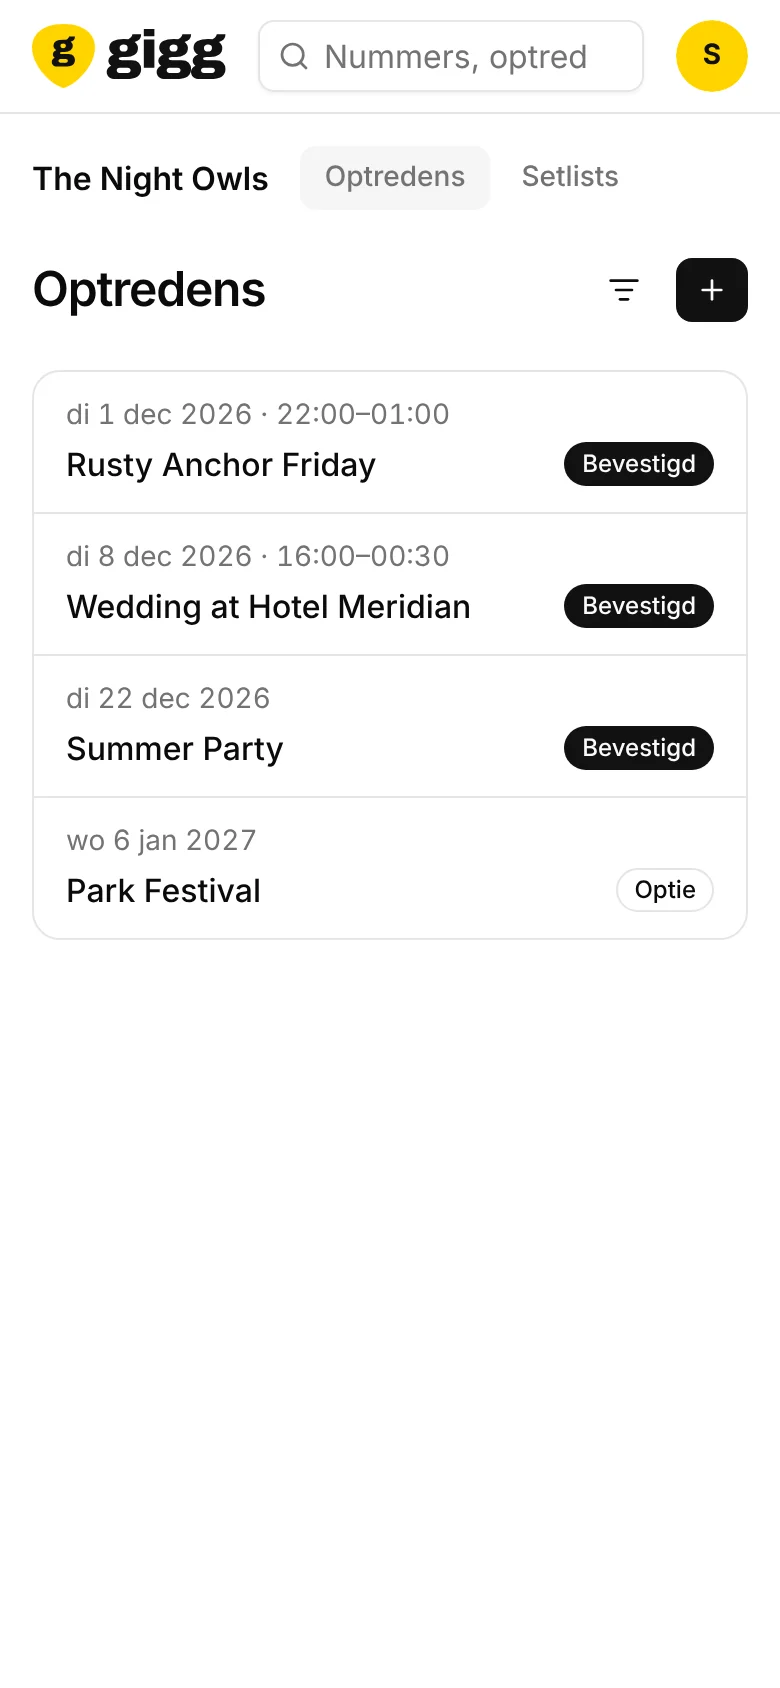 g gigg
Nummers, optred
S
The Night Owls
Optredens
Setlists
Optredens
di 1 dec 2026 · 22:00–01:00
Rusty Anchor Friday
Bevestigd
di 8 dec 2026 · 16:00–00:30
Wedding at Hotel Meridian
Bevestigd
di 22 dec 2026
Summer Party
Bevestigd
wo 6 jan 2027
Park Festival
Optie